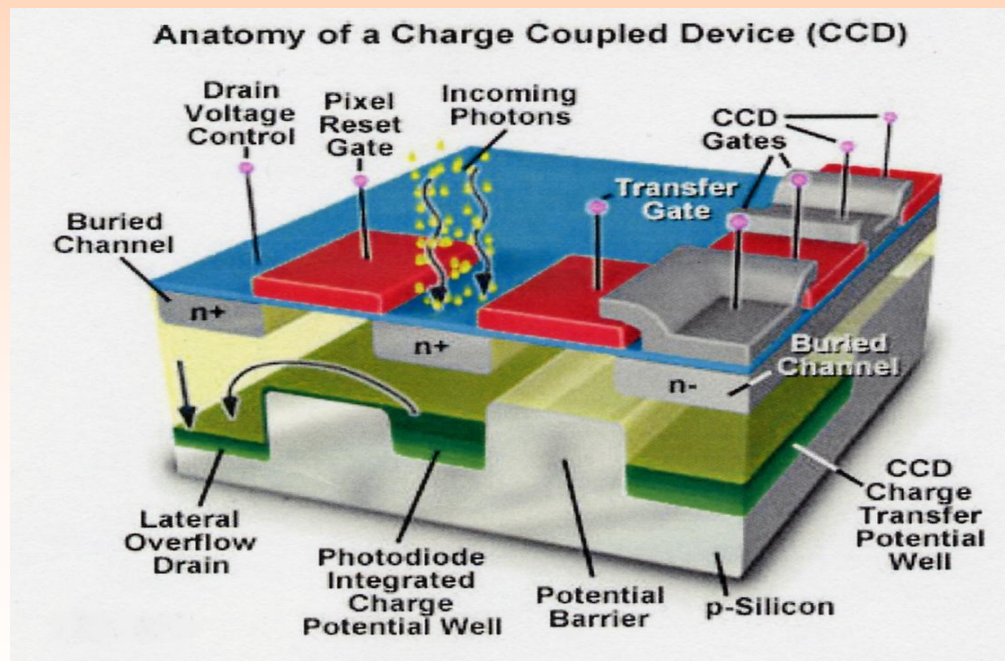 Anatomy of a Charge Coupled Device (CCD)
Drain
Voltage
Control
Pixel
Reset
Gate
Incoming
Photons
CCD
Gates
Transfer
Gate
Buried
Channel
n+
n+
Buried
Channel
n-
Lateral
Overflow
Drain
Photodiode
Integrated
Charge
Potential Well
Potential
Barrier
p-Silicon
CCD
Charge
Transfer
Potential
Well